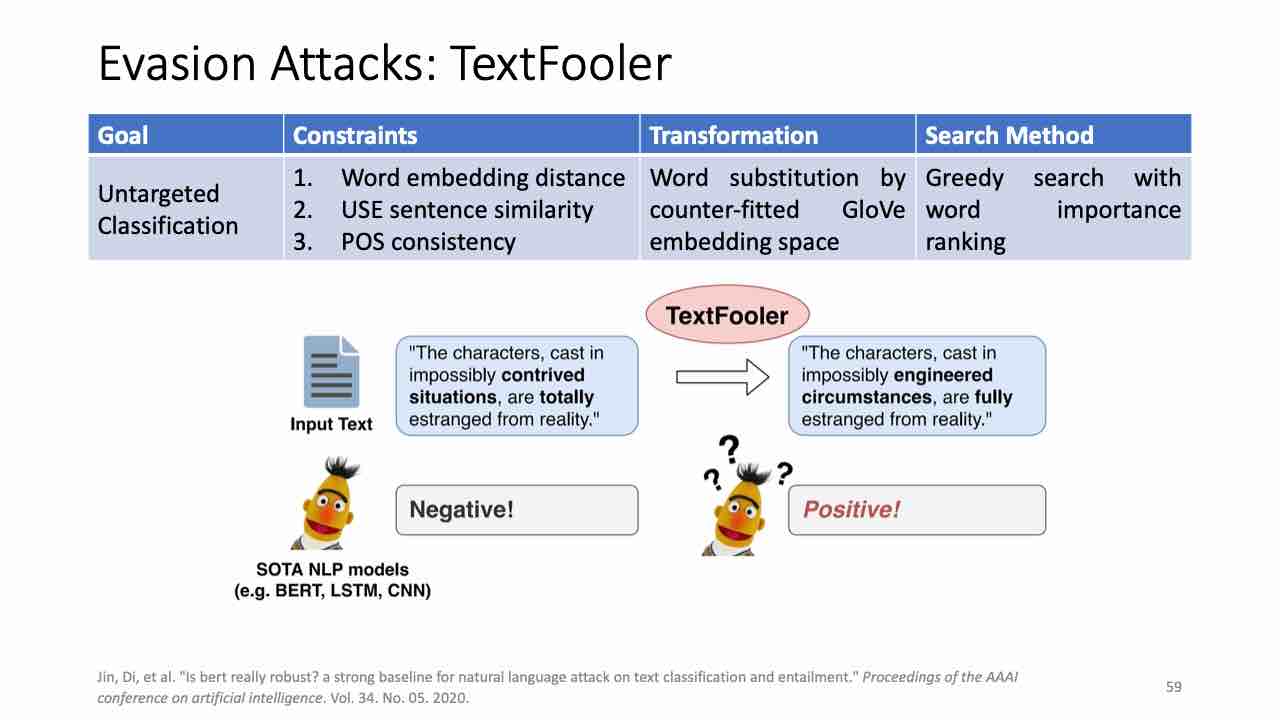 Evasion Attacks: TextFooler
Goal
Constraints
Transformation
Search Method
Untargeted
Classification
1. Word embedding distance
2. USE sentence similarity
3. POS consistency
Word substitution by
counter-fitted GloVe
embedding space
Greedy search with
word importance
ranking
TextFooler
Input Text
"The characters, cast in
impossibly contrived
situations, are totally
estranged from reality."
"The characters, cast in
impossibly engineered
circumstances, are fully
estranged from reality."
? ? ?
Negative!
Positive!
SOTA NLP models
(e.g. BERT, LSTM, CNN)
Jin, Di, et al. "Is bert really robust? a strong baseline for natural language attack on text classification and entailment." Proceedings of the AAAI
conference on artificial intelligence. Vol. 34. No. 05. 2020.
59